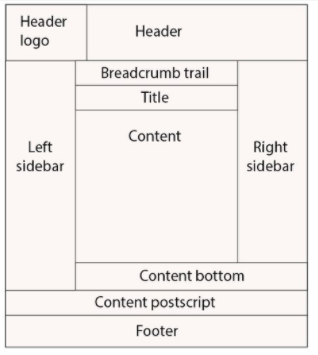 Header
logo
Header
Breadcrumb trail
Title
Left
sidebar
Content
Right
sidebar
Content bottom
Content postscript
Footer